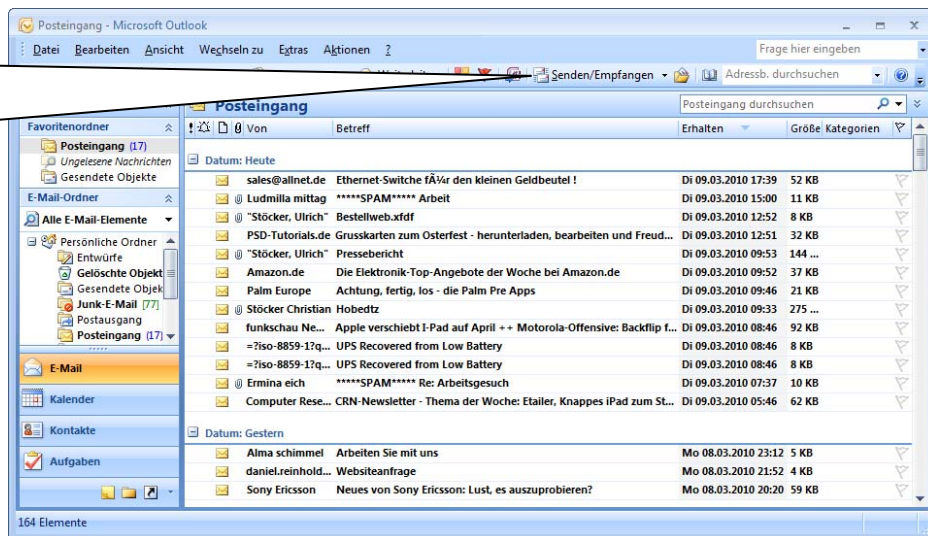 Posteingang - Microsoft Outlook
Datei Bearbeiten Ansicht Wechseln zu Extras Aktionen ? Frage hier eingeben
Senden/Empfangen Adressb. durchsuchen
Posteingang Posteingang durchsuchen
Favoritenordner
Posteingang (17)
Ungelesene Nachrichten
Gesendete Objekte
E-Mail-Ordner
Alle E-Mail-Elemente
Persönliche Ordner
Entwürfe
Gelöschte Objekt
Gesendete Objek
Junk-E-Mail [77]
Postausgang
Posteingang (17)
E-Mail
Kalender
Kontakte
Aufgaben
Von Betreff Erhalten Größe Kategorien
Datum: Heute
sales@allnet.de Ethernet-Switche fÃ¼r den kleinen Geldbeutel ! Di 09.03.2010 17:39 52 KB
Ludmilla mittag *****SPAM***** Arbeit Di 09.03.2010 15:00 11 KB
"Stöcker, Ulrich" Bestellweb.xfdf Di 09.03.2010 12:52 8 KB
PSD-Tutorials.de Grusskarten zum Osterfest - herunterladen, bearbeiten und Freud... Di 09.03.2010 12:51 32 KB
"Stöcker, Ulrich" Pressebericht Di 09.03.2010 09:53 144 ...
Amazon.de Die Elektronik-Top-Angebote der Woche bei Amazon.de Di 09.03.2010 09:52 37 KB
Palm Europe Achtung, fertig, los - die Palm Pre Apps Di 09.03.2010 09:46 21 KB
Stöcker Christian Hobedtz Di 09.03.2010 09:33 275 ...
funkschau Ne... Apple verschiebt I-Pad auf April ++ Motorola-Offensive: Backflip f... Di 09.03.2010 08:46 92 KB
=?iso-8859-1?q... UPS Recovered from Low Battery Di 09.03.2010 08:46 8 KB
=?iso-8859-1?q... UPS Recovered from Low Battery Di 09.03.2010 08:46 8 KB
Ermina eich *****SPAM***** Re: Arbeitsgesuch Di 09.03.2010 07:37 10 KB
Computer Rese... CRN-Newsletter - Thema der Woche: Etailer, Knappes iPad zum St... Di 09.03.2010 05:46 62 KB
Datum: Gestern
Alma schimmel Arbeiten Sie mit uns Mo 08.03.2010 23:12 5 KB
daniel.reinhold... Websiteanfrage Mo 08.03.2010 21:52 4 KB
Sony Ericsson Neues von Sony Ericsson: Lust, es auszuprobieren? Mo 08.03.2010 20:20 59 KB
164 Elemente